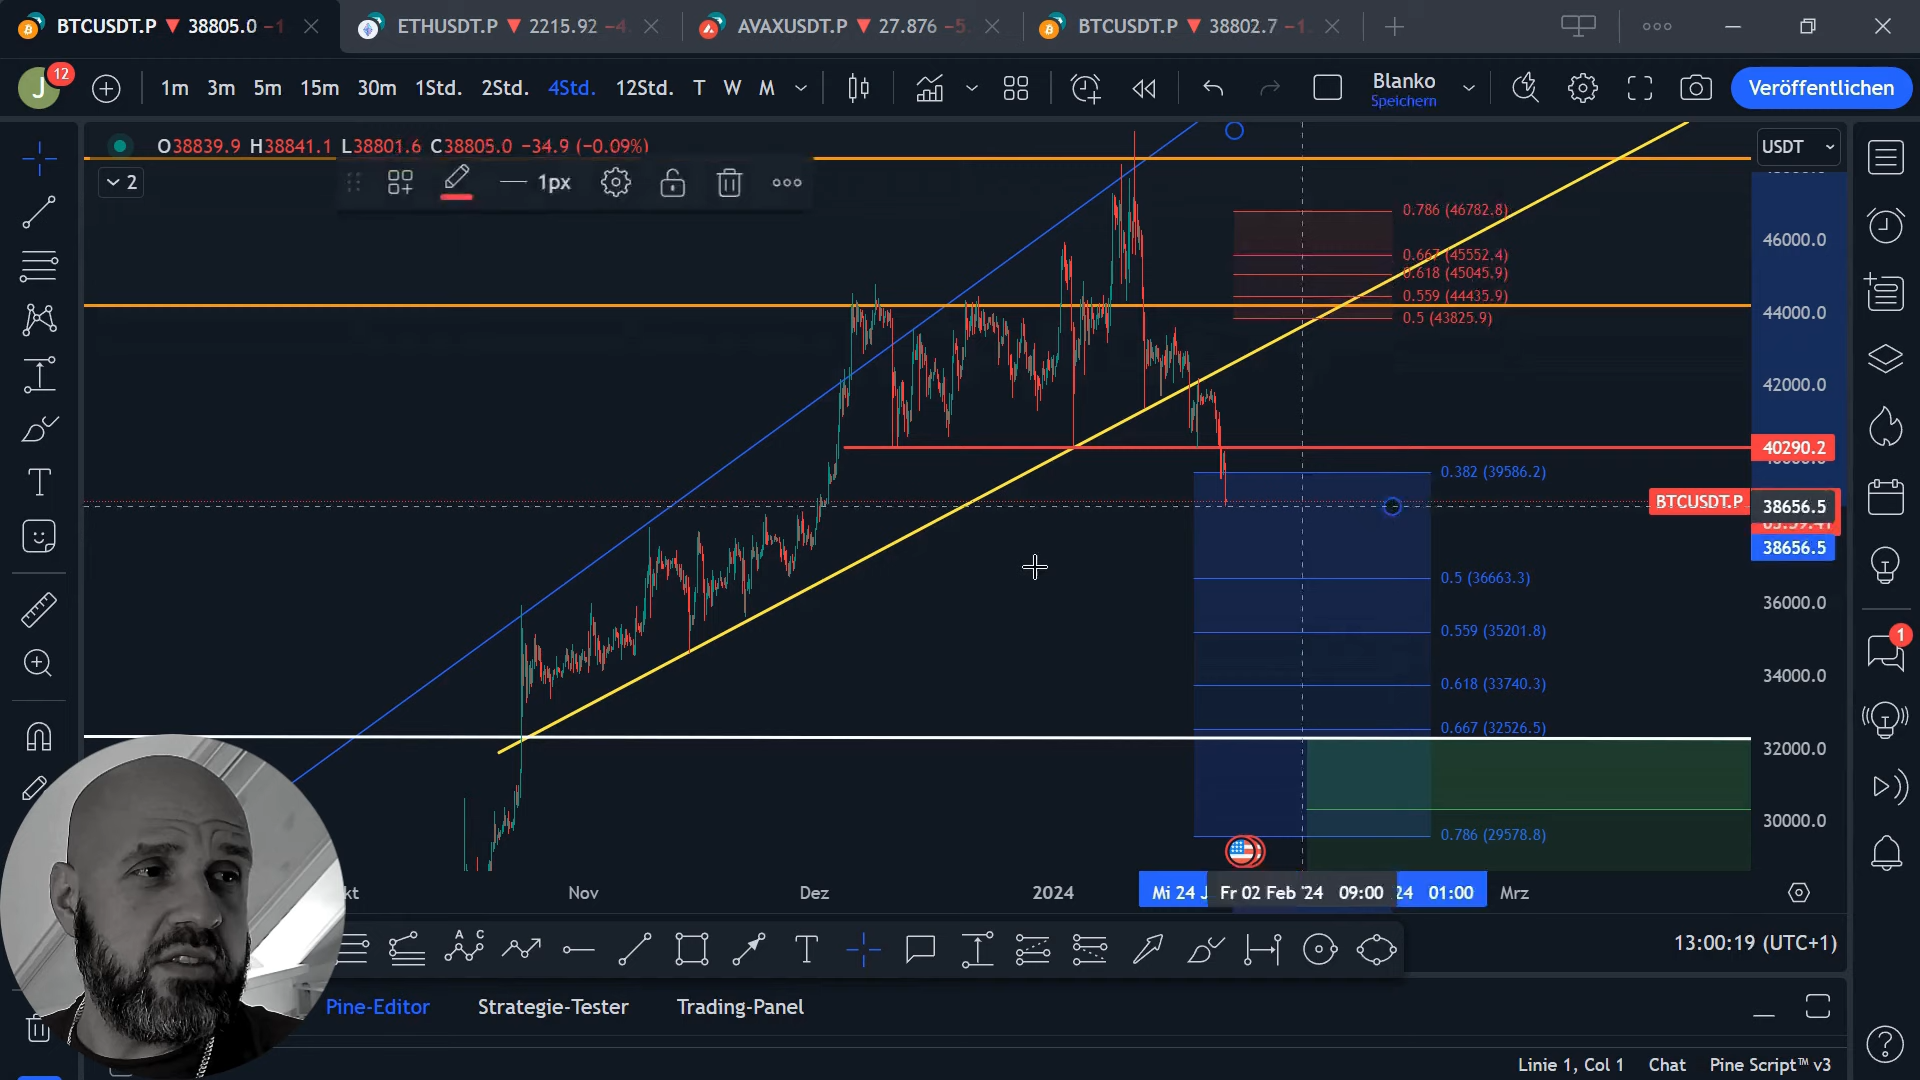 BTCUSDT.P ▼ 38805.0 −1
ETHUSDT.P ▼ 2215.92 −4.
AVAXUSDT.P ▼ 27.876 −5.
BTCUSDT.P ▼ 38802.7 −1.
J 12
1m 3m 5m 15m 30m 1Std. 2Std. 4Std. 12Std. T W M
Blanko
Speichern
Veröffentlichen
O38839.9 H38841.1 L38801.6 C38805.0 −34.9 (−0.09%)
USDT
2
1px
0.786 (46782.8)
46000.0
0.667 (45552.4)
0.618 (45045.9)
0.559 (44435.9)
44000.0
0.5 (43825.9)
42000.0
40290.2
0.382 (39586.2)
BTCUSDT.P
38656.5
38656.5
0.5 (36663.3)
36000.0
0.559 (35201.8)
1
34000.0
0.618 (33740.3)
0.667 (32526.5)
32000.0
30000.0
0.786 (29578.8)
kt
Nov
Dez
2024
Mi 24 J
Fr 02 Feb '24 09:00
24 01:00
Mrz
A C
T
13:00:19 (UTC+1)
Pine-Editor
Strategie-Tester
Trading-Panel
Linie 1, Col 1
Chat
Pine Script™ v3